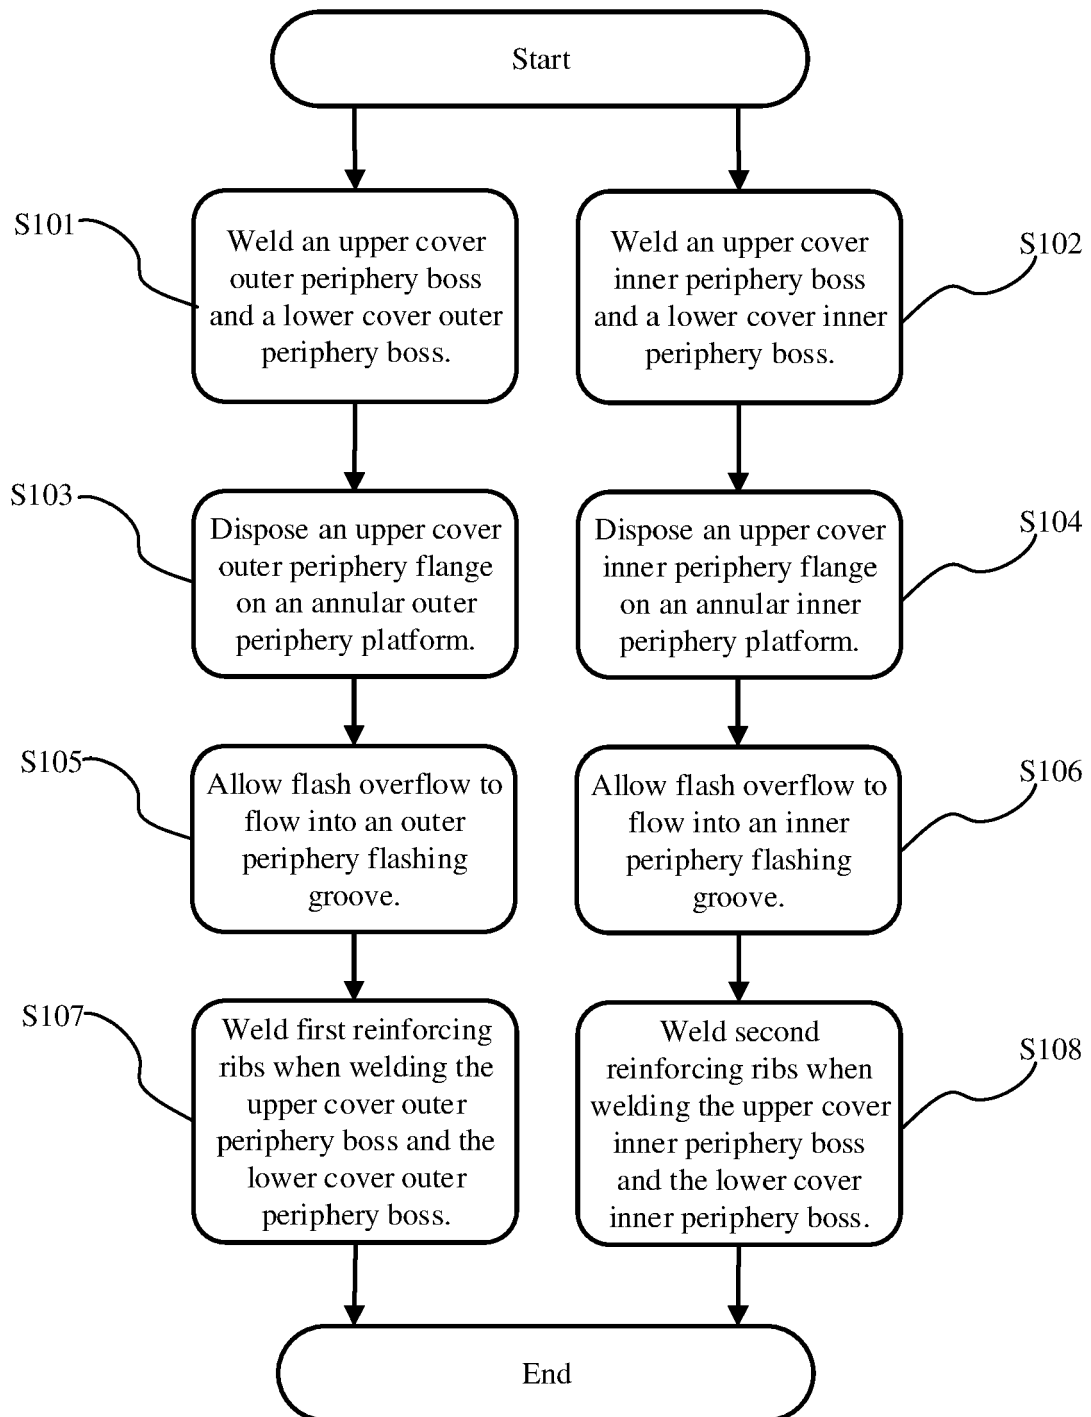 Start
S101
Weld an upper cover
outer periphery boss
and a lower cover outer
periphery boss.
Weld an upper cover
inner periphery boss
and a lower cover inner
periphery boss.
S102
S103
Dispose an upper cover
outer periphery flange
on an annular outer
periphery platform.
Dispose an upper cover
inner periphery flange
on an annular inner
periphery platform.
S104
S105
Allow flash overflow to
flow into an outer
periphery flashing
groove.
Allow flash overflow to
flow into an inner
periphery flashing
groove.
S106
S107
Weld first reinforcing
ribs when welding the
upper cover outer
periphery boss and the
lower cover outer
periphery boss.
Weld second
reinforcing ribs when
welding the upper cover
inner periphery boss
and the lower cover
inner periphery boss.
S108
End